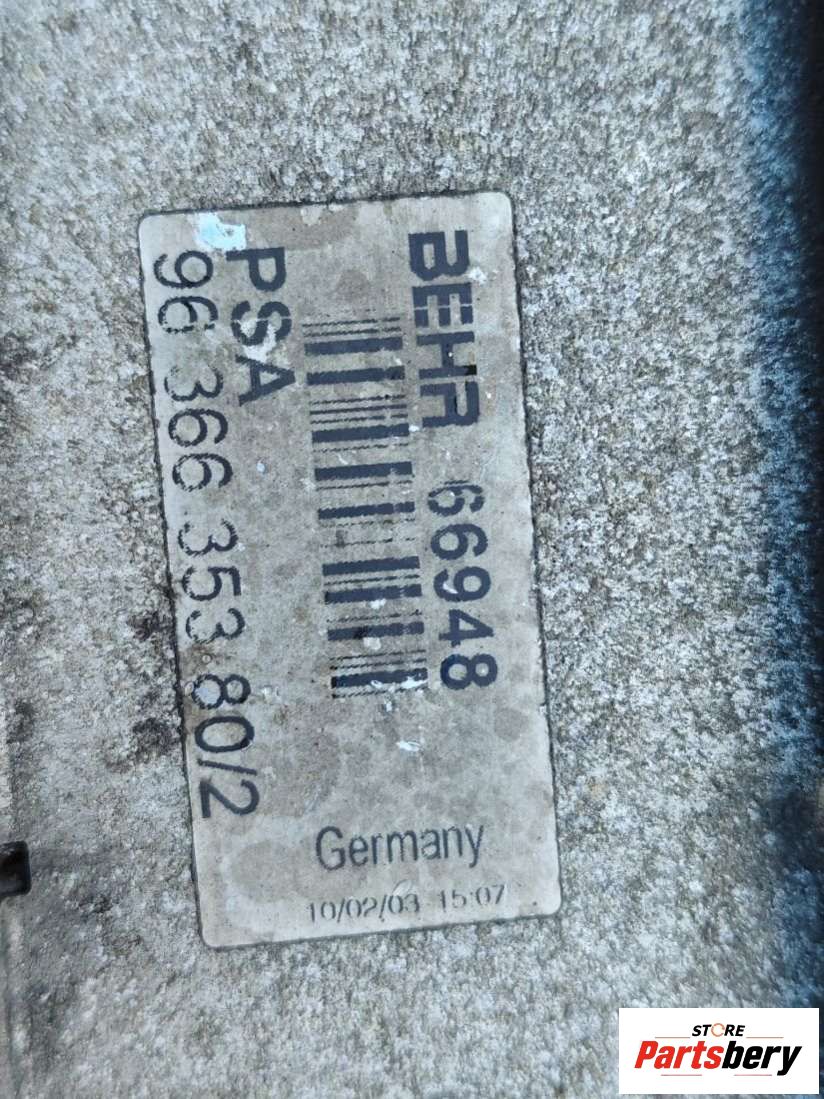 BEHR 66948
PSA
96 366 353 80/2
Germany
10/02/03 15:07
STORE
Partsbery